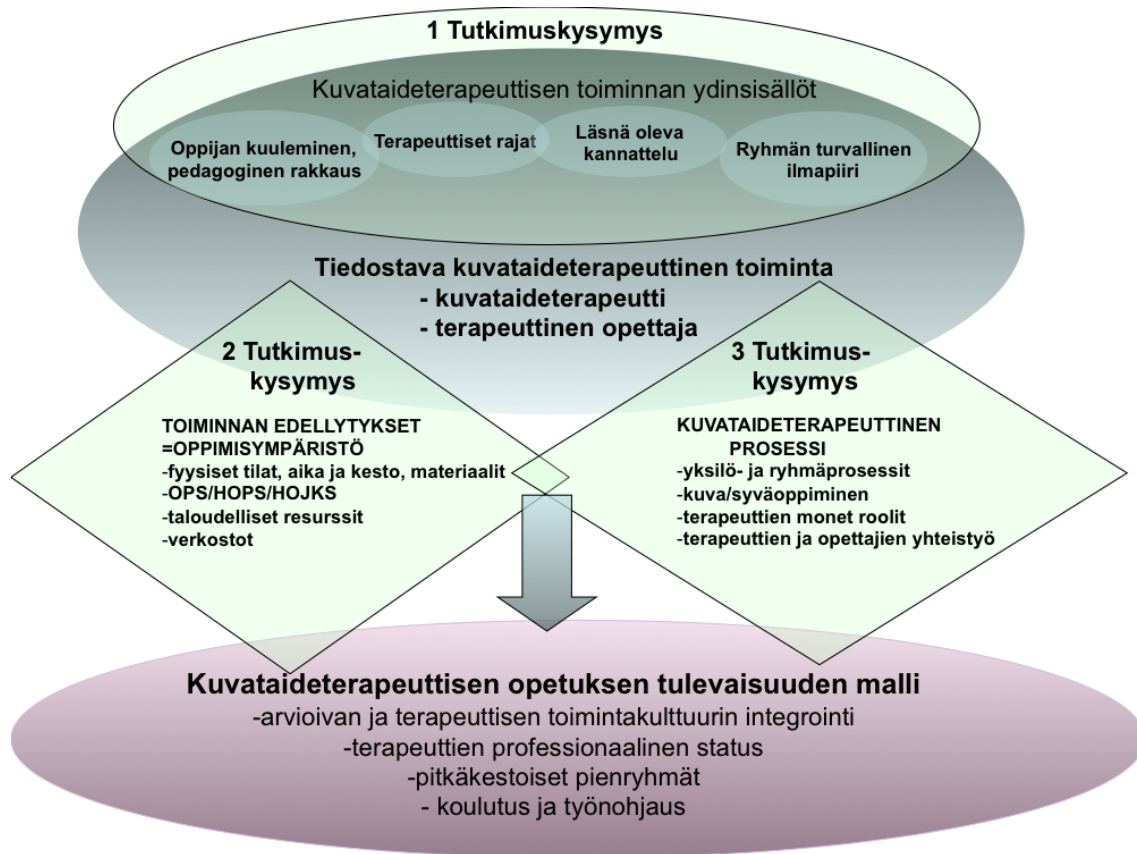 1 Tutkimuskysymys
Kuvataideterapeuttisen toiminnan ydinsisällöt
Oppijan kuuleminen,
pedagoginen rakkaus
Terapeuttiset rajat
Läsnä oleva
kannattelu
Ryhmän turvallinen
ilmapiiri
Tiedostava kuvataideterapeuttinen toiminta
- kuvataideterapeutti
- terapeuttinen opettaja
2 Tutkimus-
kysymys
TOIMINNAN EDELLYTYKSET
=OPPIMISYMPÄRISTÖ
-fyysiset tilat, aika ja kesto, materiaalit
-OPS/HOPS/HOJKS
-taloudelliset resurssit
-verkostot
3 Tutkimus-
kysymys
KUVATAIDETERAPEUTTINEN
PROSESSI
-yksilö- ja ryhmäprosessit
-kuva/syväoppiminen
-terapeuttien monet roolit
-terapeuttien ja opettajien yhteistyö
Kuvataideterapeuttisen opetuksen tulevaisuuden malli
-arvioivan ja terapeuttisen toimintakulttuurin integrointi
-terapeuttien professionaalinen status
-pitkäkestoiset pienryhmät
- koulutus ja työnohjaus